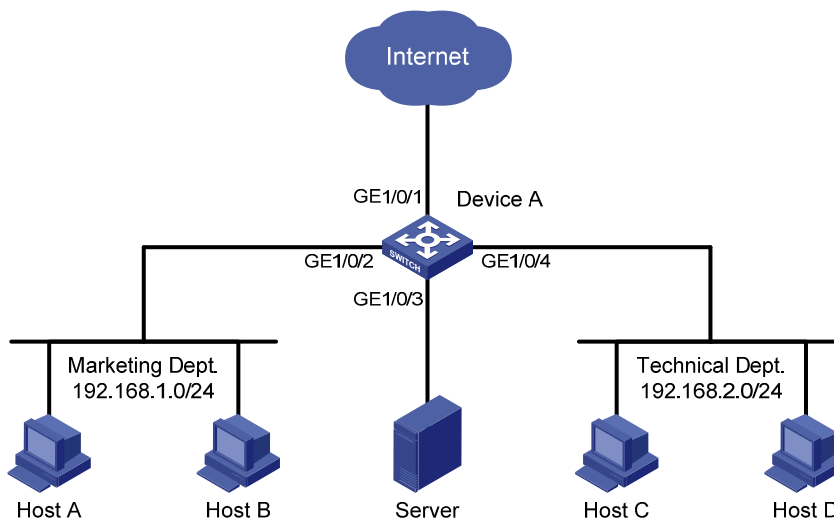 Internet
GE1/0/1
Device A
GE1/0/2
SWITCH
GE1/0/4
GE1/0/3
Marketing Dept.
192.168.1.0/24
Technical Dept.
192.168.2.0/24
Host A
Host B
Server
Host C
Host D